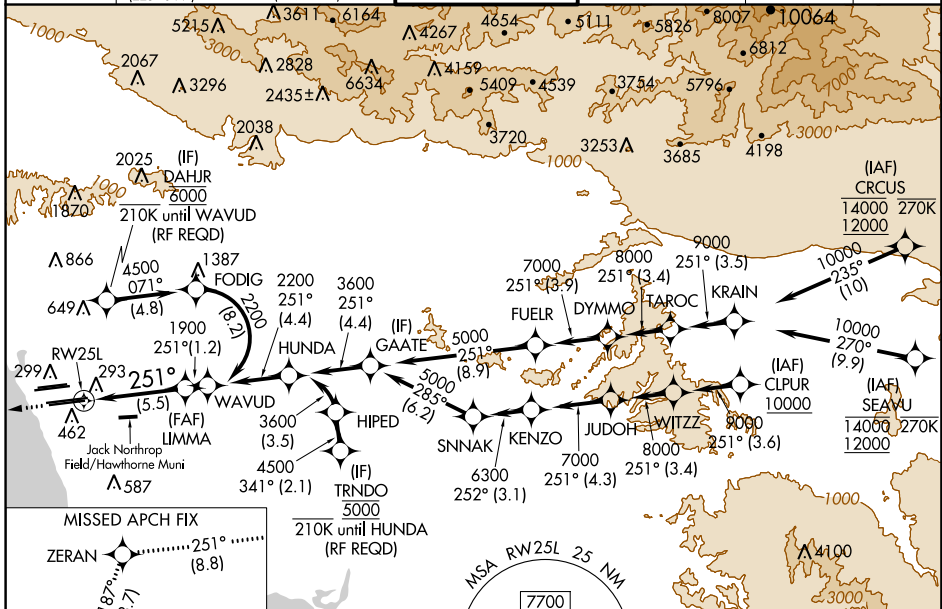 3611
6164
4654
5111
8007
10064
5215
4267
5826
1000
3000
6812
2067
2828
4159
3296
6634
2435±
5409
4539
3754
5796
7000
2038
3720
3253
3685
4198
3000
1000
2025
(IF)
DAHJR
6000
210K until WAVUD
(RF REQD)
1000
1870
(IAF)
CRCUS
14000 270K
12000
866
4500
071°
(4.8)
649
1387
FODIG
2200
(8.2)
2200
251°
(4.4)
3600
251°
(4.4)
7000
251° (3.9)
8000
251° (3.4)
9000
251° (3.5)
10000
235°
(10)
FUELR
DYMMO
TAROC
KRAIN
1900
251°(1.2)
HUNDA
(IF)
GAATE
5000
251°
(8.9)
10000
270°
(9.9)
RW25L
299
293
251°
(5.5)
462
(FAF)
LIMMA
WAVUD
5000
285°
(6.2)
(IAF)
CLPUR
10000
(IAF)
SEAVU
14000 270K
12000
3600
(3.5)
HIPED
SNNAK
KENZO
JUDOH
WITZZ
9000
251° (3.6)
Jack Northrop
Field/Hawthorne Muni
587
4500
341° (2.1)
(IF)
TRNDO
5000
210K until HUNDA
(RF REQD)
6300
252° (3.1)
7000
251° (4.3)
8000
251° (3.4)
1000
MISSED APCH FIX
ZERAN
251°
(8.8)
MSA RW25L 25 NM
7700
4100
3000